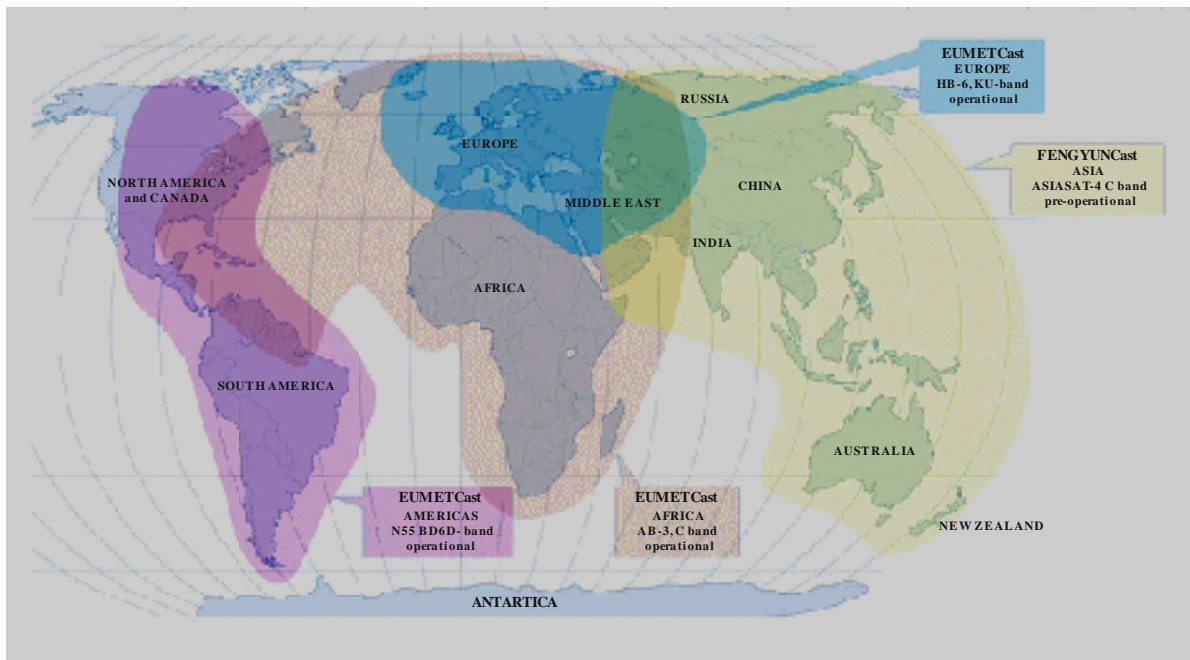 EUMETCast
EUROPE
HB-6,KU-band
operational
RUSSIA
EUROPE
FENGYUNCast
ASIA
ASIASAT-4 C band
pre-operational
NORTH AMERICA
and CANADA
CHINA
MIDDLE EAST
INDIA
AFRICA
SOUTH AMERICA
AUSTRALIA
EUMETCast
AMERICAS
N55 BD6D- band
operational
EUMETCast
AFRICA
AB-3, C band
operational
NEW ZEALAND
ANTARTICA